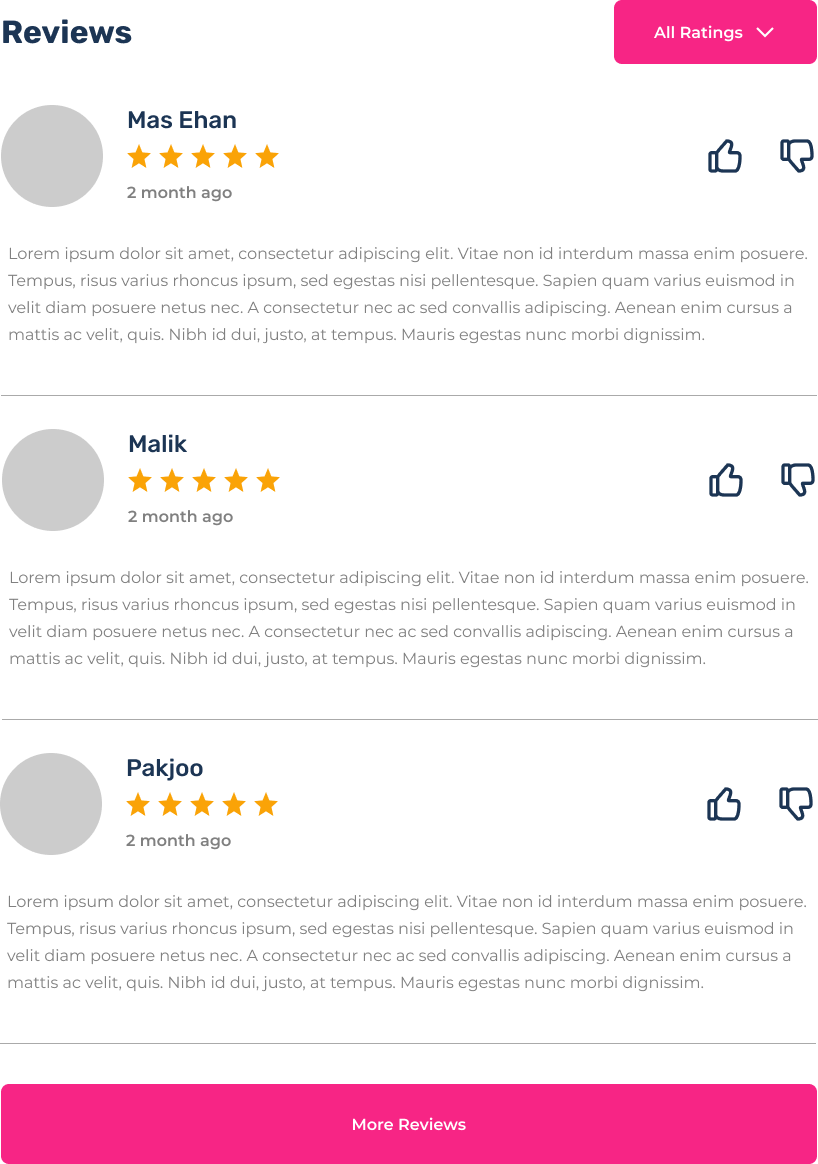 Reviews
All Ratings
Mas Ehan
2 month ago
Lorem ipsum dolor sit amet, consectetur adipiscing elit. Vitae non id interdum massa enim posuere.
Tempus, risus varius rhoncus ipsum, sed egestas nisi pellentesque. Sapien quam varius euismod in
velit diam posuere netus nec. A consectetur nec ac sed convallis adipiscing. Aenean enim cursus a
mattis ac velit, quis. Nibh id dui, justo, at tempus. Mauris egestas nunc morbi dignissim.
Malik
2 month ago
Lorem ipsum dolor sit amet, consectetur adipiscing elit. Vitae non id interdum massa enim posuere.
Tempus, risus varius rhoncus ipsum, sed egestas nisi pellentesque. Sapien quam varius euismod in
velit diam posuere netus nec. A consectetur nec ac sed convallis adipiscing. Aenean enim cursus a
mattis ac velit, quis. Nibh id dui, justo, at tempus. Mauris egestas nunc morbi dignissim.
Pakjoo
2 month ago
Lorem ipsum dolor sit amet, consectetur adipiscing elit. Vitae non id interdum massa enim posuere.
Tempus, risus varius rhoncus ipsum, sed egestas nisi pellentesque. Sapien quam varius euismod in
velit diam posuere netus nec. A consectetur nec ac sed convallis adipiscing. Aenean enim cursus a
mattis ac velit, quis. Nibh id dui, justo, at tempus. Mauris egestas nunc morbi dignissim.
More Reviews